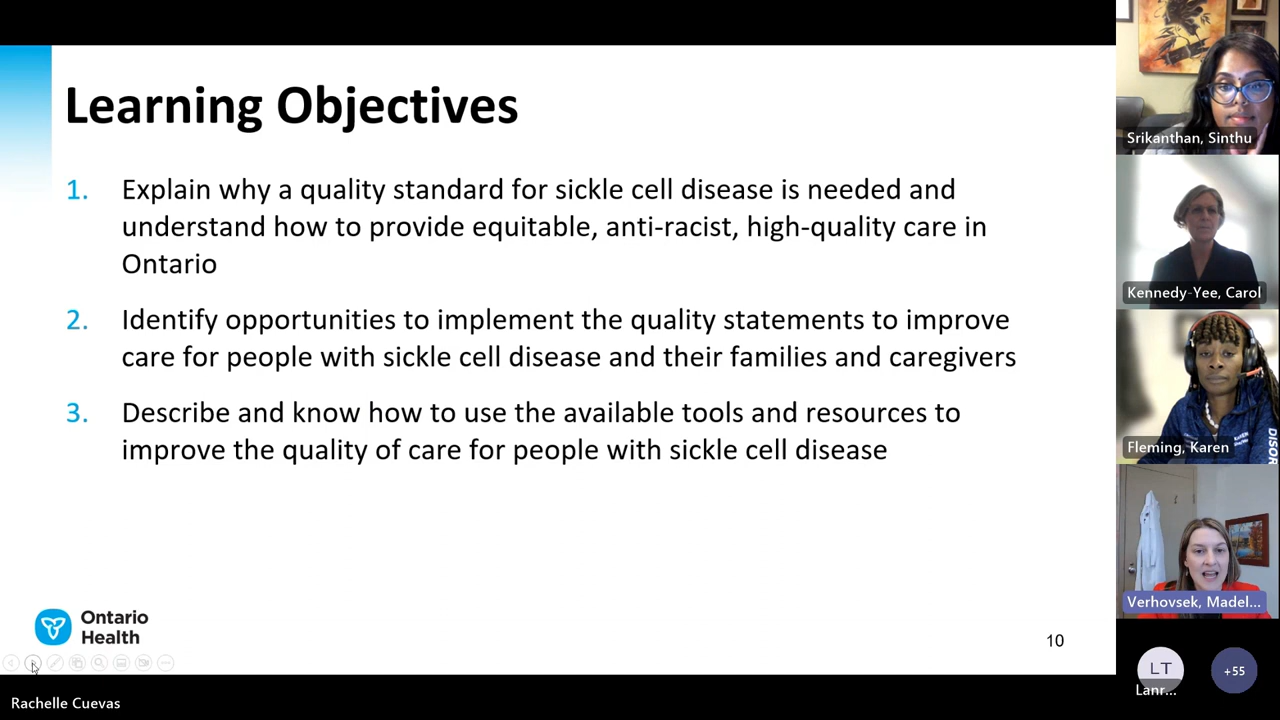 Learning Objectives
1. Explain why a quality standard for sickle cell disease is needed and
understand how to provide equitable, anti-racist, high-quality care in
Ontario
2. Identify opportunities to implement the quality statements to improve
care for people with sickle cell disease and their families and caregivers
3. Describe and know how to use the available tools and resources to
improve the quality of care for people with sickle cell disease
Ontario
Health
10
Rachelle Cuevas
Srikanthan, Sinthu
Kennedy-Yee, Carol
Fleming, Karen
DISOR
Verhovsek, Madel...
LT
Lanr...
+55